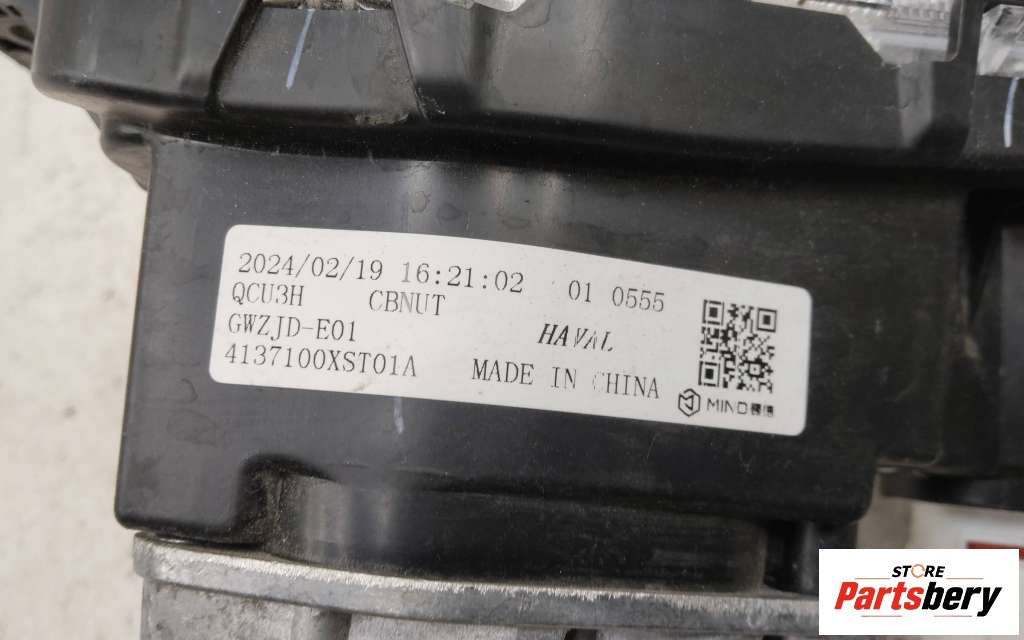 2024/02/19 16:21:02 01 0555
QCU3H CBNUT
GWZJD-E01 HAVAL
4137100XST01A MADE IN CHINA
MIND
STORE
Partsbery